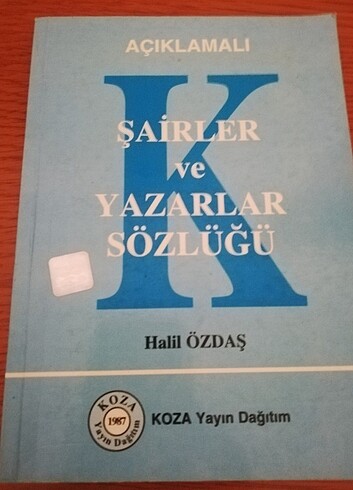 AÇIKLAMALI
K
ŞAİRLER
ve
YAZARLAR
SÖZLÜĞÜ
Halil ÖZDAŞ
KOZA
1987
Yayın Dağıtım
KOZA Yayın Dağıtım